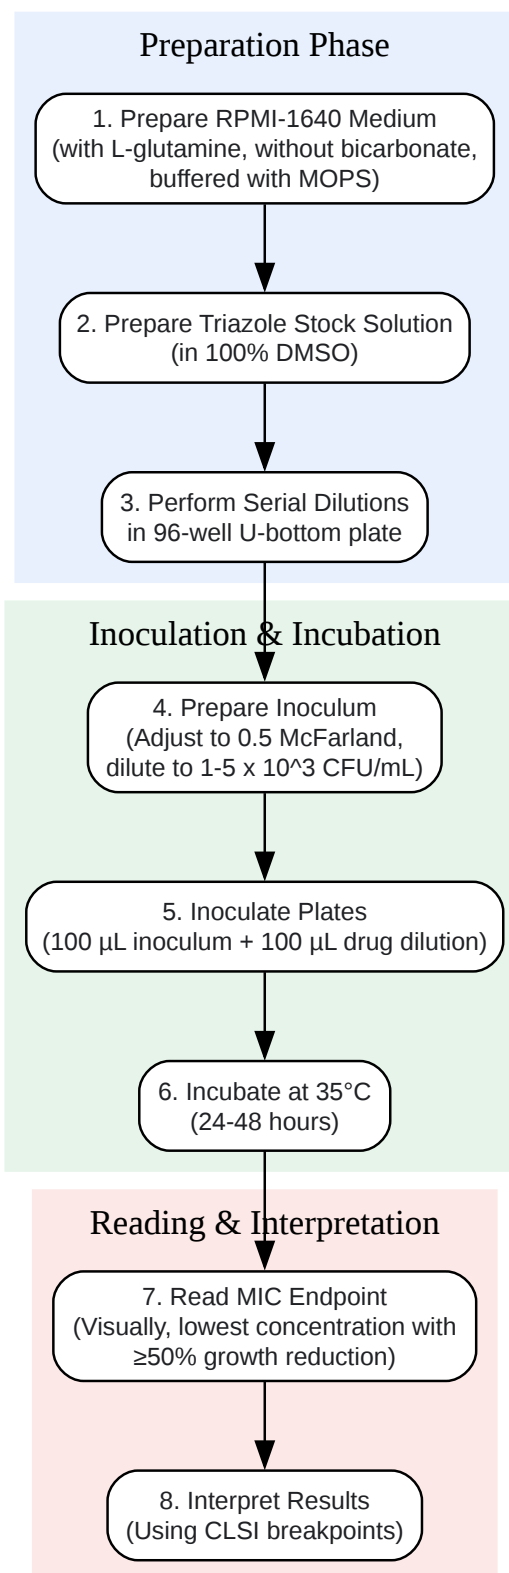 Preparation Phase
1. Prepare RPMI-1640 Medium
(with L-glutamine, without bicarbonate,
buffered with MOPS)
2. Prepare Triazole Stock Solution
(in 100% DMSO)
3. Perform Serial Dilutions
in 96-well U-bottom plate
Inoculation & Incubation
4. Prepare Inoculum
(Adjust to 0.5 McFarland,
dilute to 1-5 x 10^3 CFU/mL)
5. Inoculate Plates
(100 µL inoculum + 100 µL drug dilution)
6. Incubate at 35°C
(24-48 hours)
Reading & Interpretation
7. Read MIC Endpoint
(Visually, lowest concentration with
≥50% growth reduction)
8. Interpret Results
(Using CLSI breakpoints)